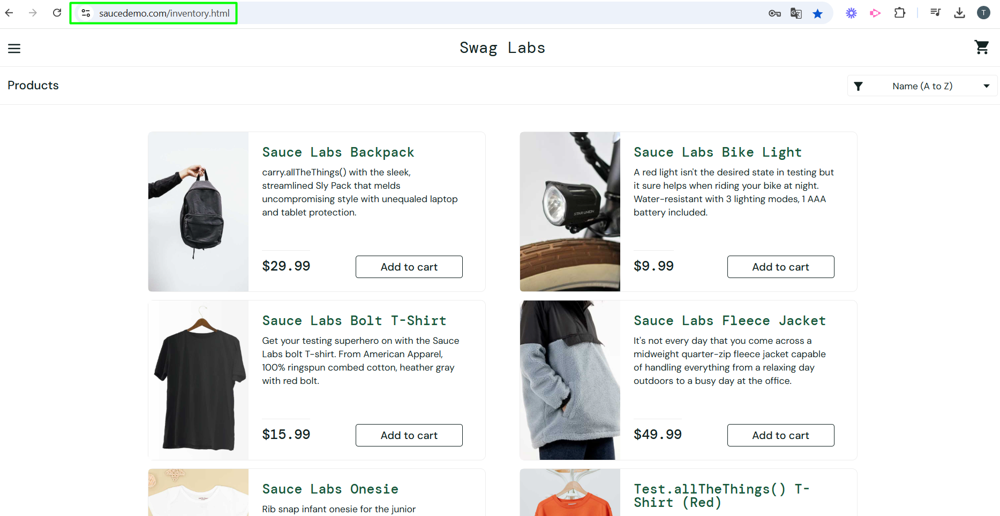 saucedemo.com/inventory.html
T
Swag Labs
Products
Name (A to Z)
Sauce Labs Backpack
carry.allTheThings() with the sleek,
streamlined Sly Pack that melds
uncompromising style with unequaled laptop
and tablet protection.
$29.99
Add to cart
Sauce Labs Bike Light
A red light isn't the desired state in testing but
it sure helps when riding your bike at night.
Water-resistant with 3 lighting modes, 1 AAA
battery included.
STAR UNION
$9.99
Add to cart
Sauce Labs Bolt T-Shirt
Get your testing superhero on with the Sauce
Labs bolt T-shirt. From American Apparel,
100% ringspun combed cotton, heather gray
with red bolt.
$15.99
Add to cart
Sauce Labs Fleece Jacket
It's not every day that you come across a
midweight quarter-zip fleece jacket capable
of handling everything from a relaxing day
outdoors to a busy day at the office.
$49.99
Add to cart
Sauce Labs Onesie
Rib snap infant onesie for the junior
Test.allTheThings() T-
Shirt (Red)